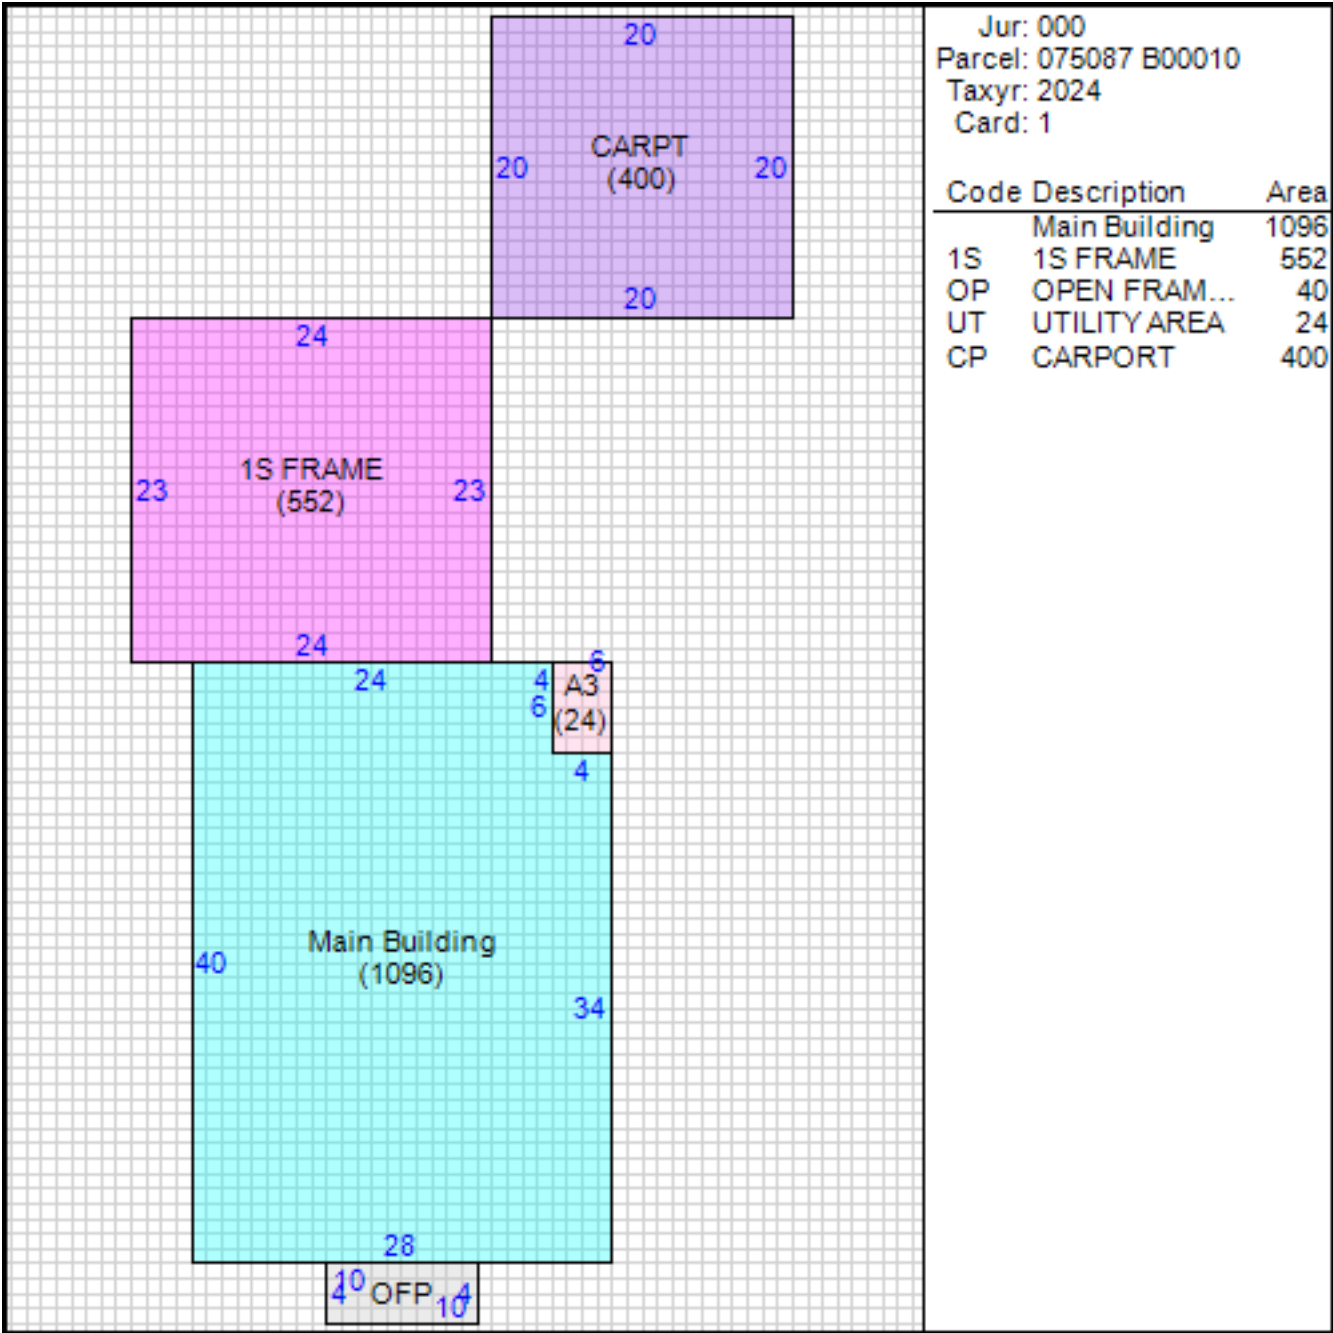 20
CARPT
20
20
(400)
20
24
1S FRAME
23
23
(552)
24
24
4
6
A3
6
(24)
4
Main Building
40
(1096)
34
28
10
4
OFP
4
10
Jur: 000
Parcel: 075087 B00010
Taxyr: 2024
Card: 1
Code Description Area
Main Building 1096
1S 1S FRAME 552
OP OPEN FRAM... 40
UT UTILITY AREA 24
CP CARPORT 400